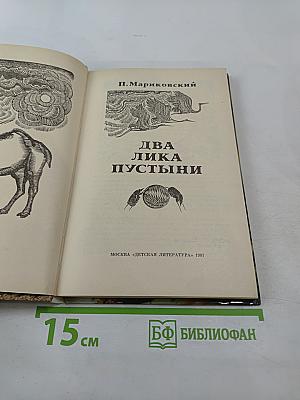 П. Мариковский
ДВА
ЛИКА
ПУСТЫНИ
МОСКВА «ДЕТСКАЯ ЛИТЕРАТУРА» 1981
15 см
БФ БИБЛИОФАН